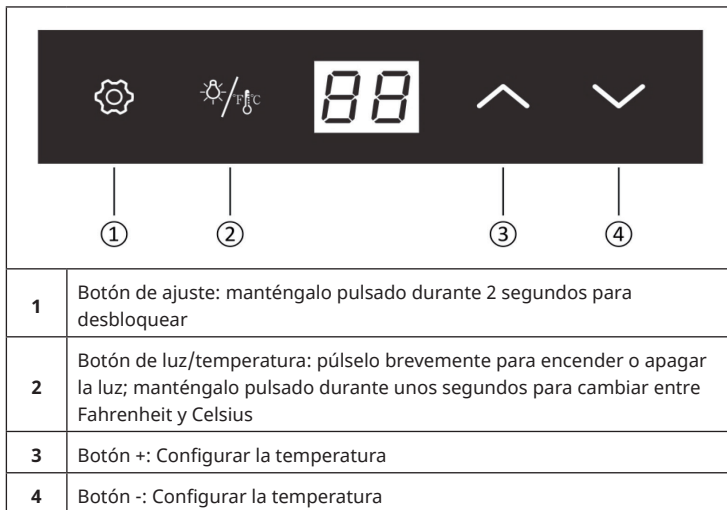 °F °C
88
① ② ③ ④
1 Botón de ajuste: manténgalo pulsado durante 2 segundos para
desbloquear
2 Botón de luz/temperatura: púlselo brevemente para encender o apagar
la luz; manténgalo pulsado durante unos segundos para cambiar entre
Fahrenheit y Celsius
3 Botón +: Configurar la temperatura
4 Botón -: Configurar la temperatura